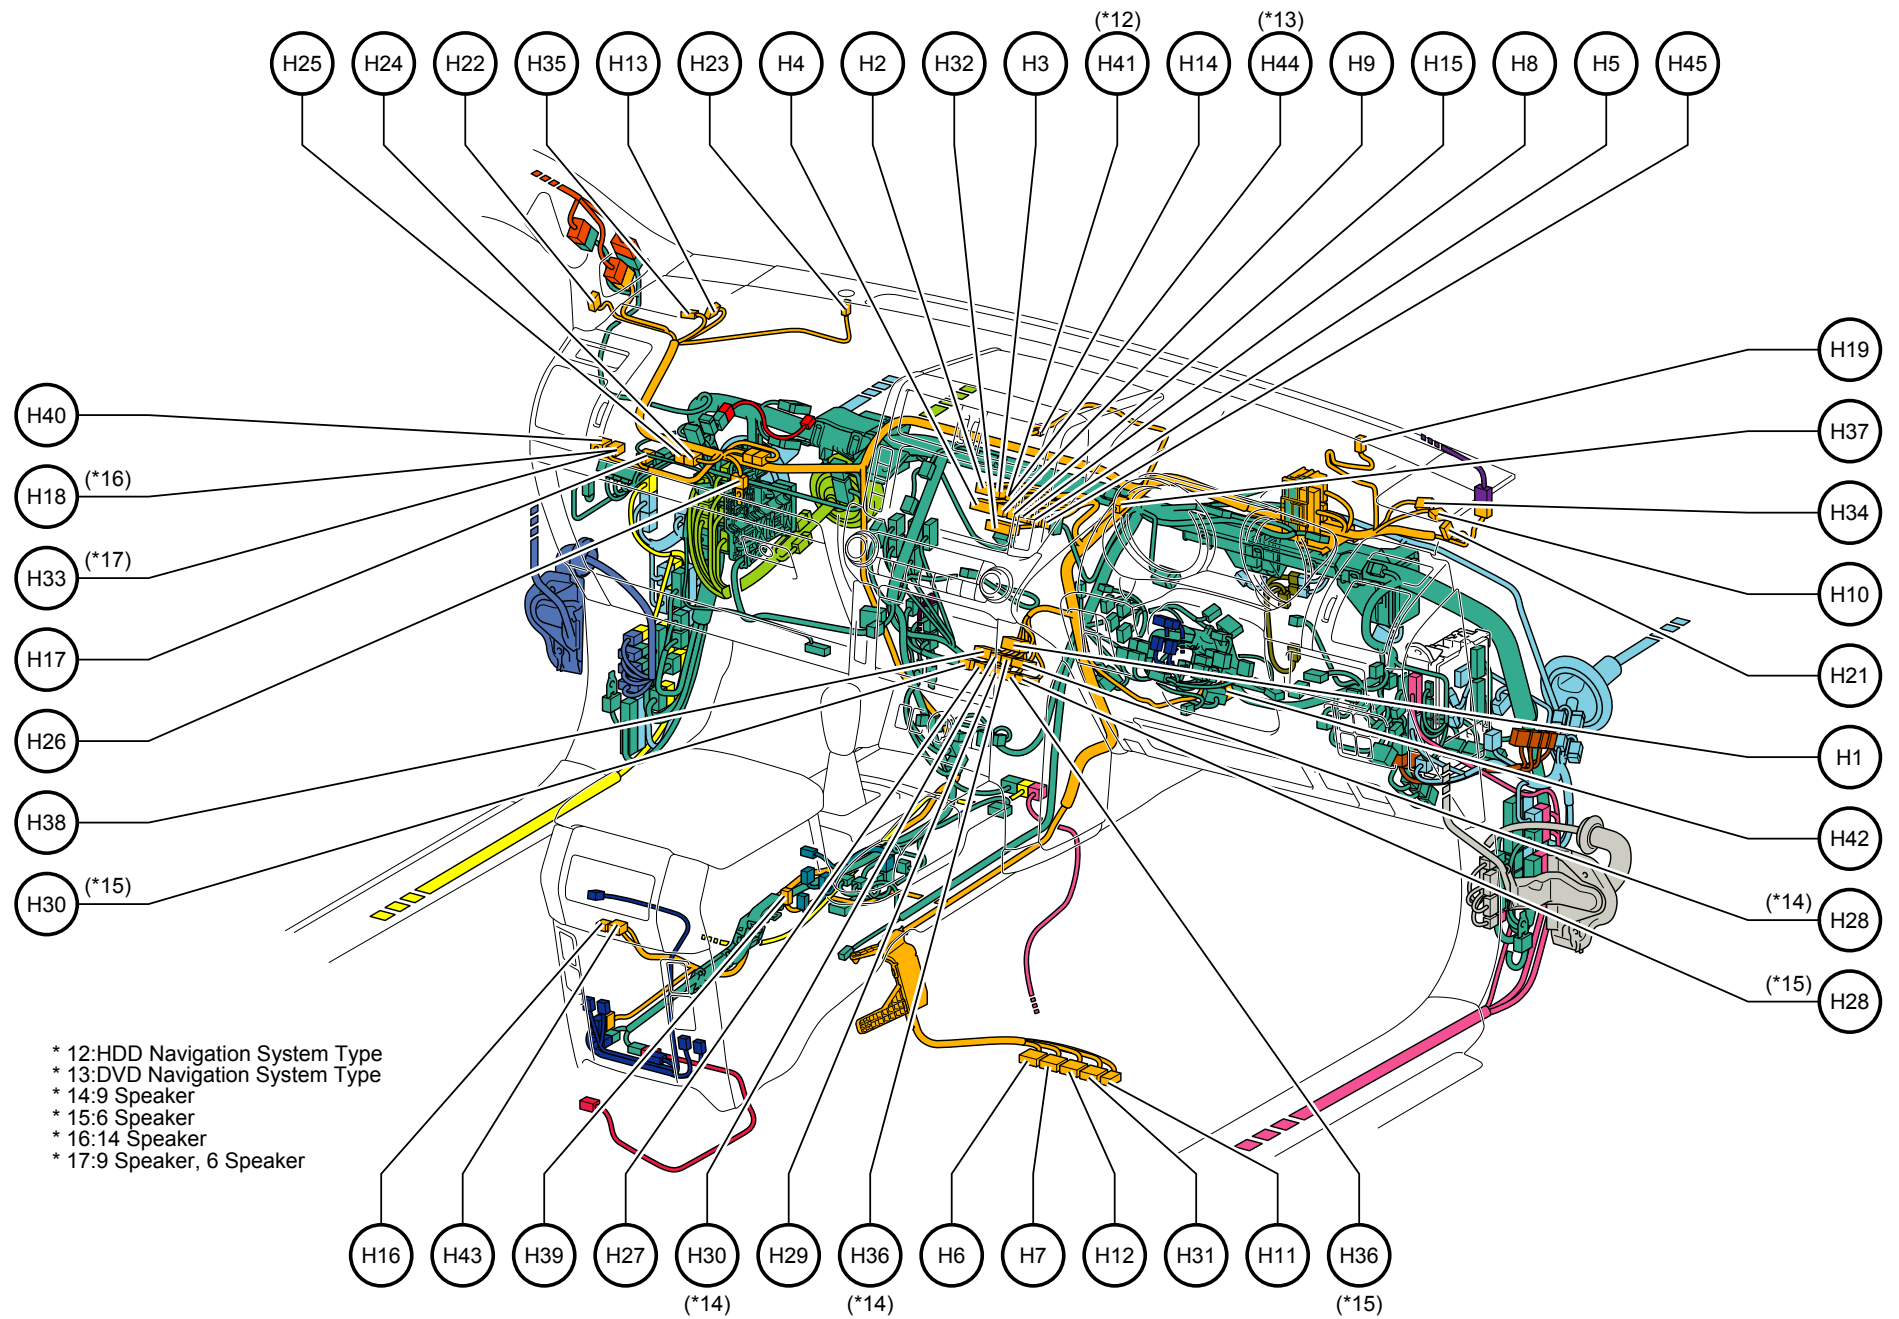 (*12)
(*13)
H25
H24
H22
H35
H13
H23
H4
H2
H32
H3
H41
H14
H44
H9
H15
H8
H5
H45
H19
H40
H37
(*16)
H18
H34
(*17)
H33
H10
H17
H21
H26
H1
H38
H42
(*15)
H30
(*14)
H28
(*15)
H28
* 12:HDD Navigation System Type
* 13:DVD Navigation System Type
* 14:9 Speaker
* 15:6 Speaker
* 16:14 Speaker
* 17:9 Speaker, 6 Speaker
H16
H43
H39
H27
H30
H29
H36
H6
H7
H12
H31
H11
H36
(*14)
(*14)
(*15)